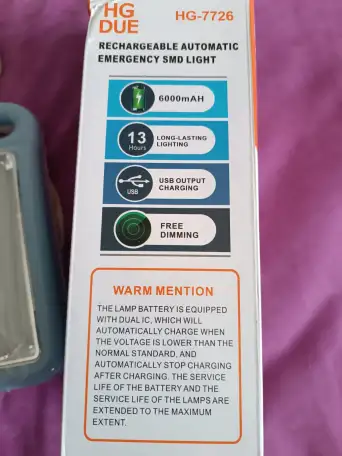 HG
DUE
HG-7726
RECHARGEABLE AUTOMATIC
EMERGENCY SMD LIGHT
6000mAH
13
Hours
LONG-LASTING
LIGHTING
USB
USB OUTPUT
CHARGING
FREE
DIMMING
WARM MENTION
THE LAMP BATTERY IS EQUIPPED
WITH DUAL IC, WHICH WILL
AUTOMATICALLY CHARGE WHEN
THE VOLTAGE IS LOWER THAN THE
NORMAL STANDARD, AND
AUTOMATICALLY STOP CHARGING
AFTER CHARGING. THE SERVICE
LIFE OF THE BATTERY AND THE
SERVICE LIFE OF THE LAMPS ARE
EXTENDED TO THE MAXIMUM
EXTENT.